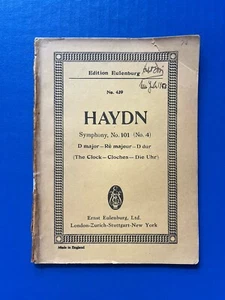 Edition Eulenburg
No. 439
HAYDN
Symphony, No. 101 (No. 4)
D major – Ré majeur – D dur
(The Clock – Cloches – Die Uhr)
Ernst Eulenburg, Ltd.
London-Zurich-Stuttgart-New York
Made in England